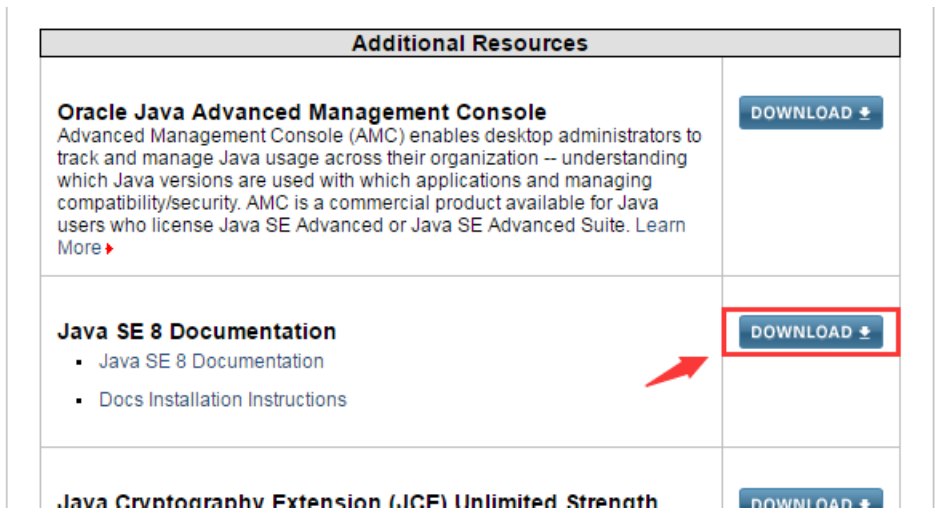 Additional Resources
Oracle Java Advanced Management Console
DOWNLOAD
Advanced Management Console (AMC) enables desktop administrators to
track and manage Java usage across their organization -- understanding
which Java versions are used with which applications and managing
compatibility/security. AMC is a commercial product available for Java
users who license Java SE Advanced or Java SE Advanced Suite. Learn
More
Java SE 8 Documentation
DOWNLOAD
Java SE 8 Documentation
Docs Installation Instructions
Java Cryptography Extension (JCE) Unlimited Strength
DOWNLOAD